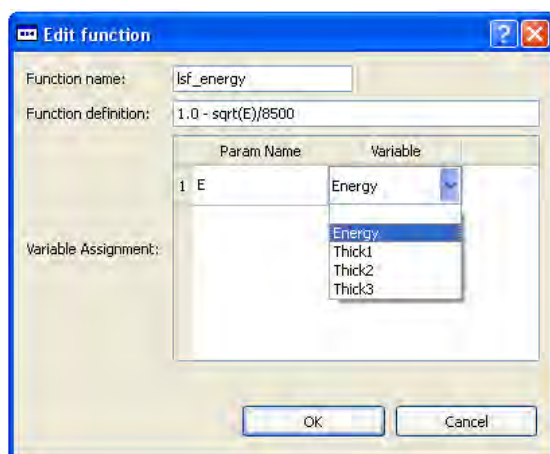 Edit function
Function name: lsf_energy
Function definition: 1.0 - sqrt(E)/8500
Param Name Variable
1 E Energy
Energy
Variable Assignment:
Thick1
Thick2
Thick3
OK Cancel